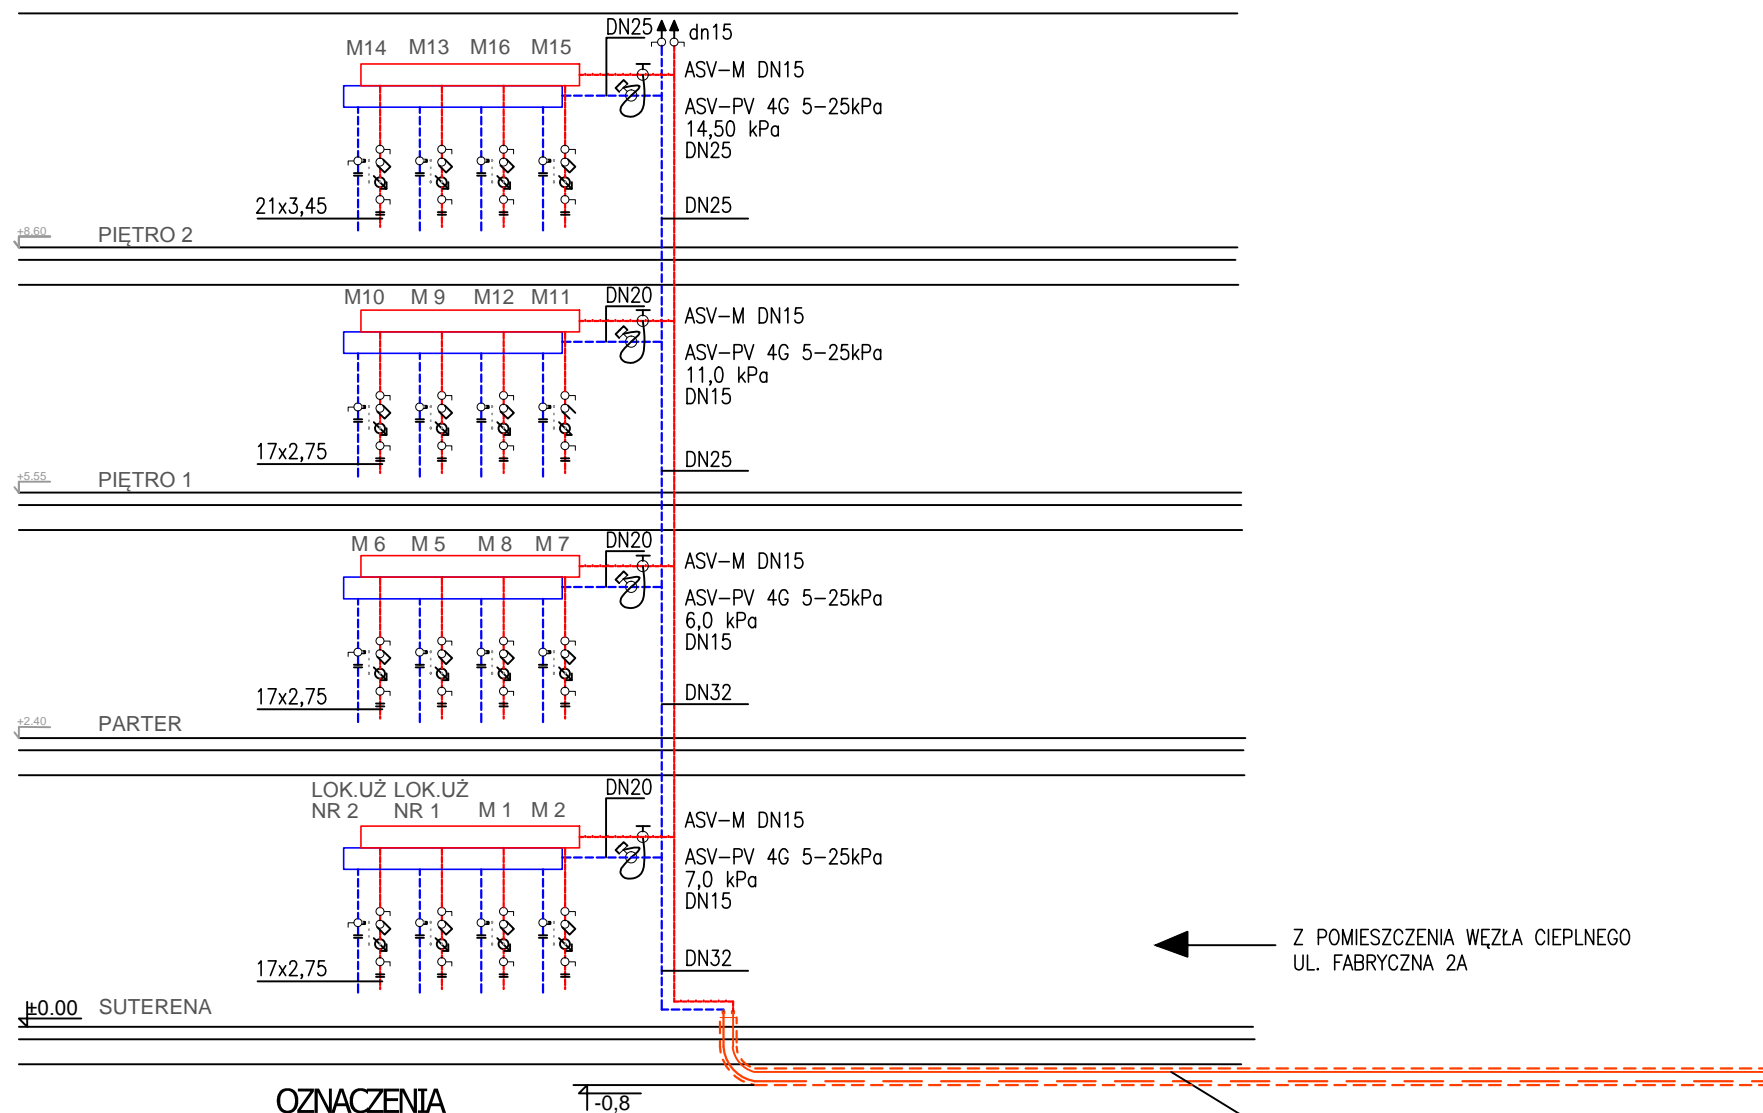 DN25
dn15
M14 M13 M16 M15
ASV-M DN15
ASV-PV 4G 5-25kPa
14,50 kPa
DN25
21x3,45
DN25
+8.60
PIĘTRO 2
M10 M 9 M12 M11
DN20
ASV-M DN15
ASV-PV 4G 5-25kPa
11,0 kPa
DN15
17x2,75
DN25
+5.55
PIĘTRO 1
M 6 M 5 M 8 M 7
DN20
ASV-M DN15
ASV-PV 4G 5-25kPa
6,0 kPa
DN15
17x2,75
DN32
+2.40
PARTER
LOK.UŻ LOK.UŻ
NR 2 NR 1 M 1 M 2
DN20
ASV-M DN15
ASV-PV 4G 5-25kPa
7,0 kPa
DN15
17x2,75
DN32
Z POMIESZCZENIA WĘZŁA CIEPLNEGO
UL. FABRYCZNA 2A
±0.00
SUTERENA
OZNACZENIA
-0,8